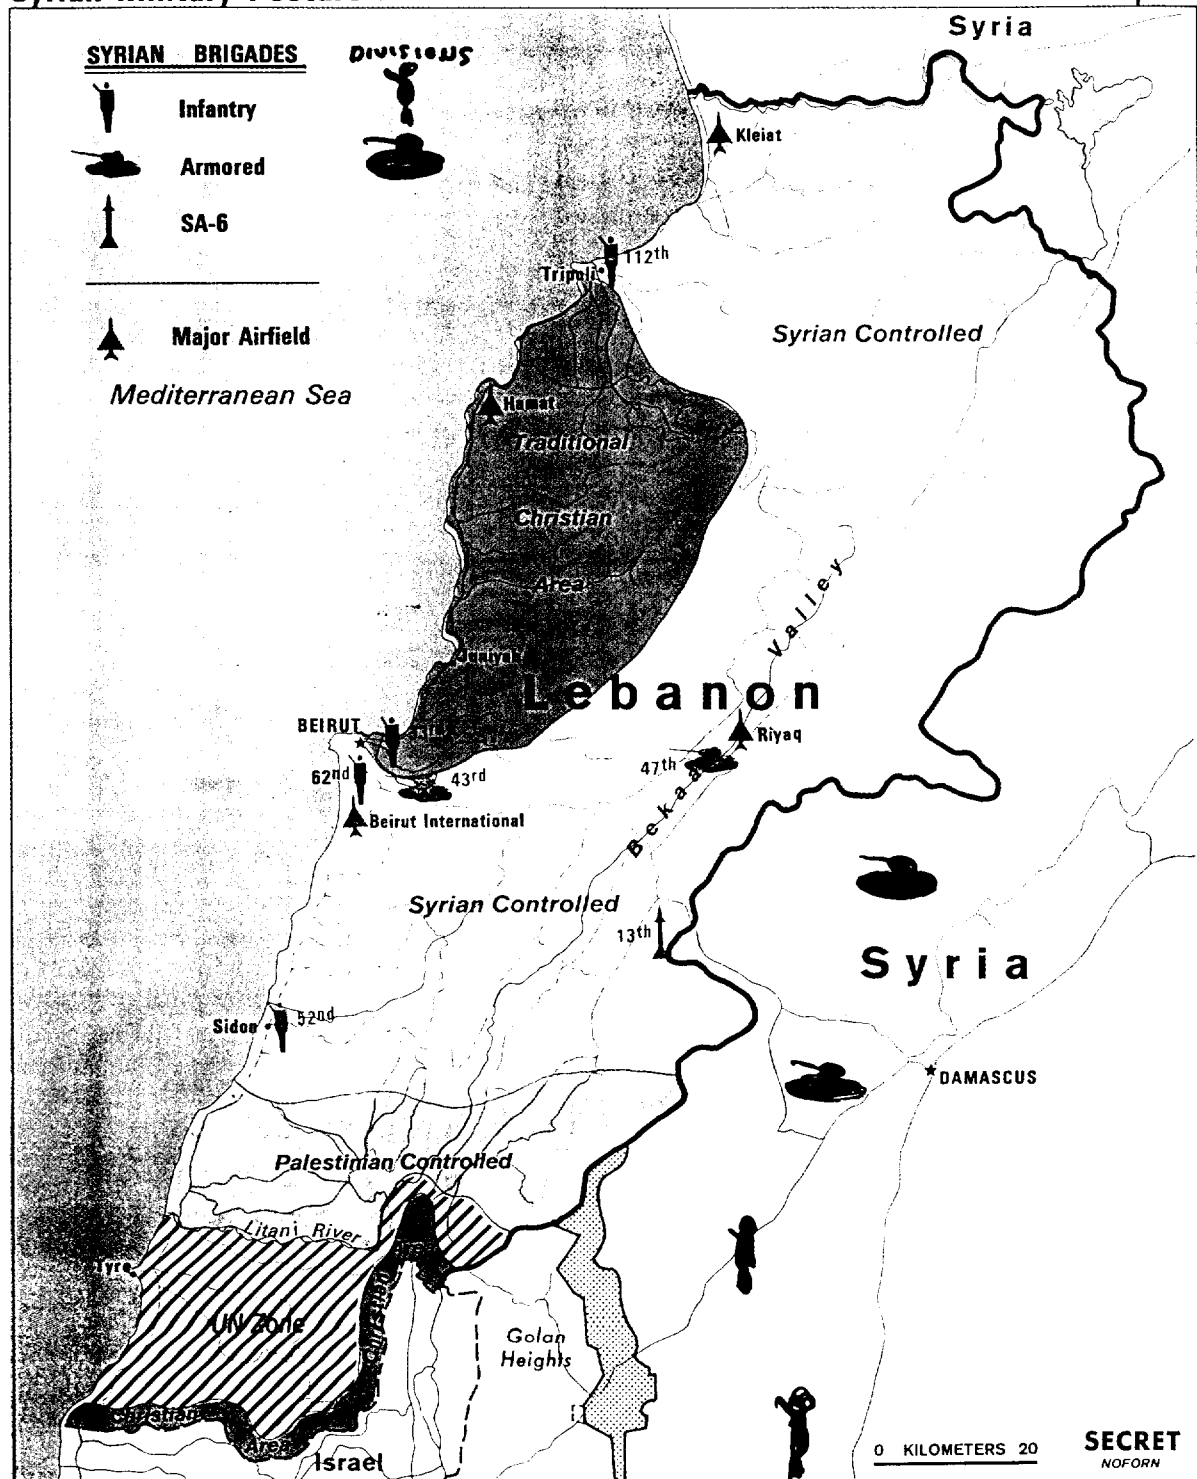 Syria
SYRIAN BRIGADES
Divisions
Infantry
Armored
SA-6
Major Airfield
Mediterranean Sea
Kleiat
112th
Tripoli
Syrian Controlled
Hamat
Traditional
Christian
Area
Juniyah
Valley
Lebanon
BEIRUT
Riyaq
47th
62nd
43rd
Bekaa
Beirut International
Syrian Controlled
13th
Syria
Sidon
52nd
DAMASCUS
Palestinian Controlled
Litani River
Tyre
UN Zone
Golan
Heights
Christian
Area
Israel
0 KILOMETERS 20
SECRET
NOFORN